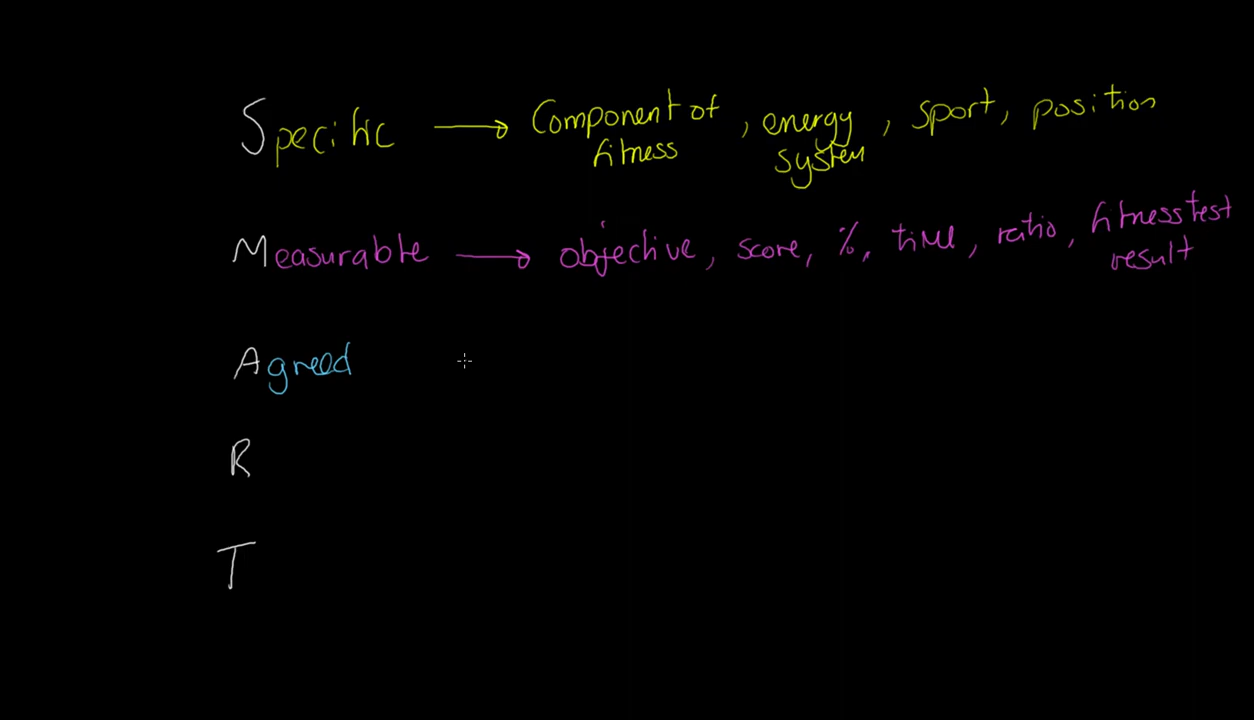 Specific → Component of fitness, energy system, sport, position
Measurable → objective, score, %, time, ratio, fitness test result
Agreed
R
T